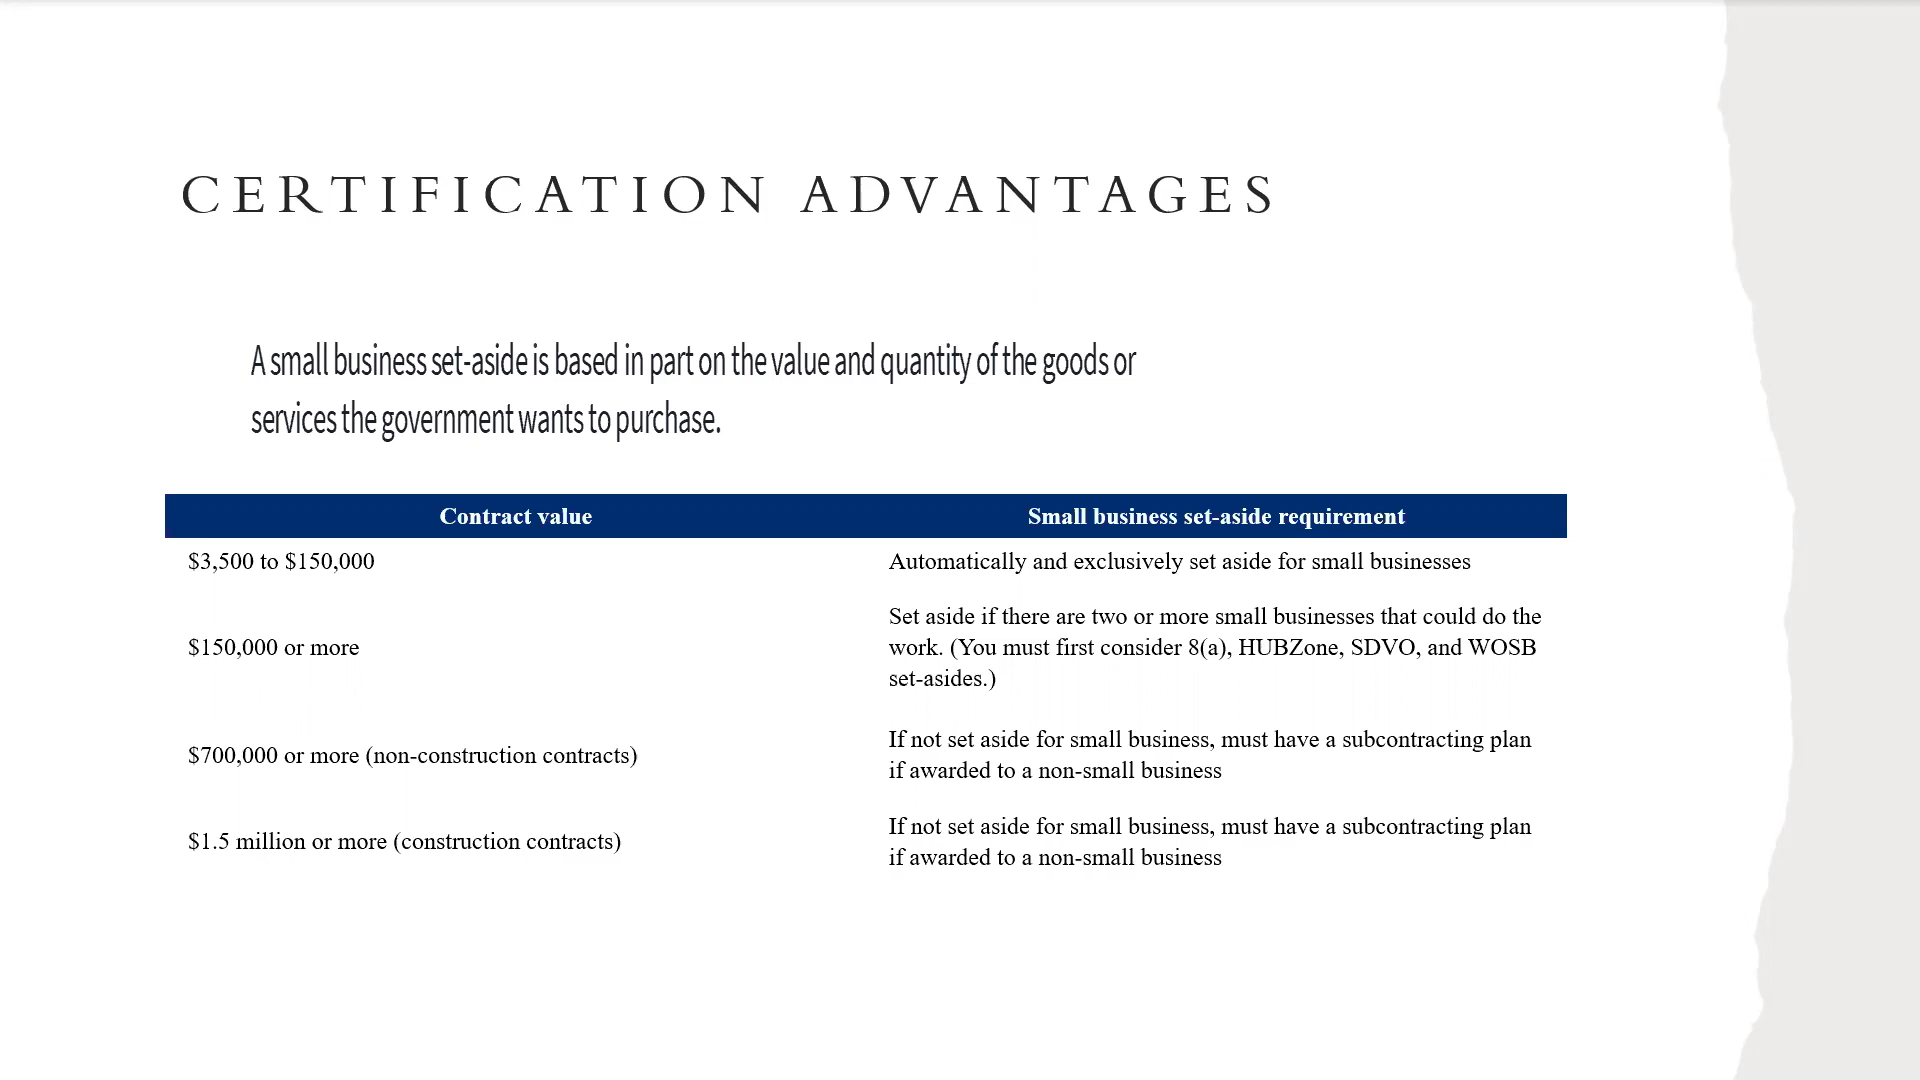 CERTIFICATION ADVANTAGES
A small business set-aside is based in part on the value and quantity of the goods or
services the government wants to purchase.
Contract value
Small business set-aside requirement
$3,500 to $150,000
Automatically and exclusively set aside for small businesses
$150,000 or more
Set aside if there are two or more small businesses that could do the
work. (You must first consider 8(a), HUBZone, SDVO, and WOSB
set-asides.)
$700,000 or more (non-construction contracts)
If not set aside for small business, must have a subcontracting plan
if awarded to a non-small business
$1.5 million or more (construction contracts)
If not set aside for small business, must have a subcontracting plan
if awarded to a non-small business